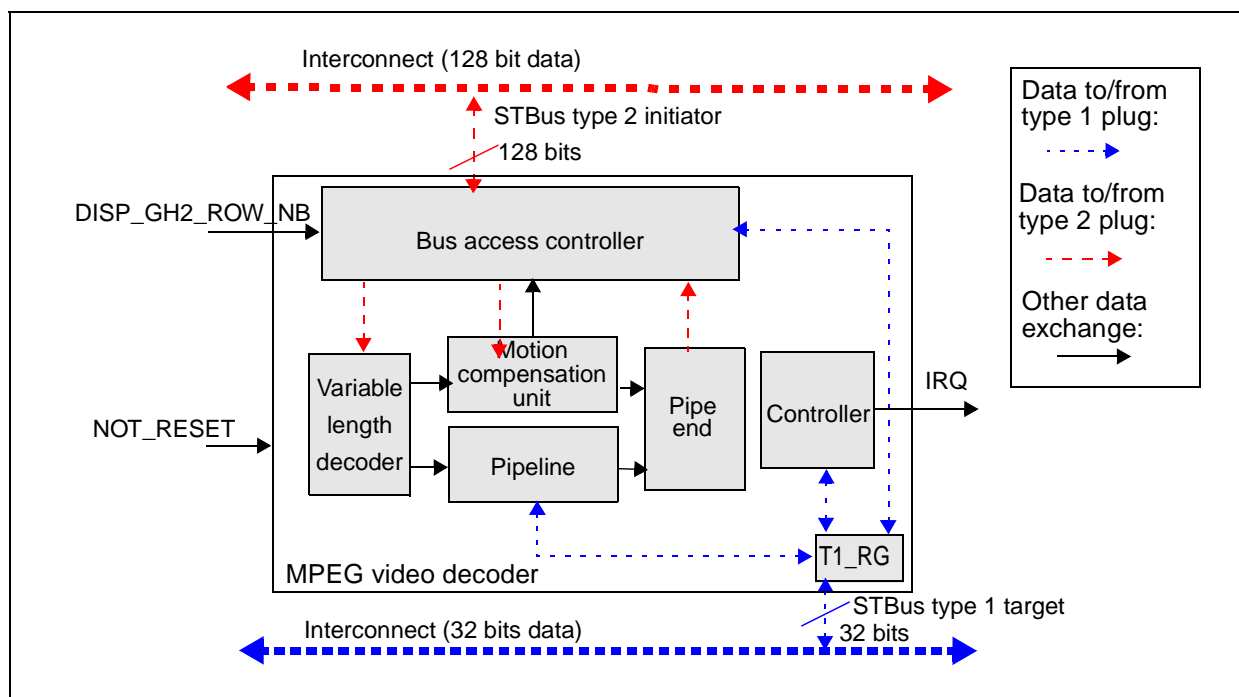 Interconnect (128 bit data)
STBus type 2 initiator
128 bits
DISP_GH2_ROW_NB
Bus access controller
Variable
length
decoder
Motion
compensation
unit
Pipeline
Pipe
end
Controller
IRQ
NOT_RESET
T1_RG
MPEG video decoder
STBus type 1 target
32 bits
Interconnect (32 bits data)
Data to/from
type 1 plug:
Data to/from
type 2 plug:
Other data
exchange: